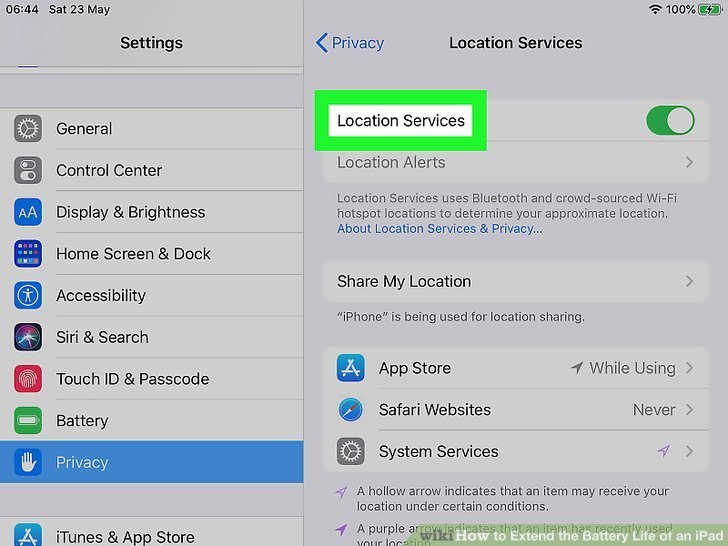 06:44 Sat 23 May
100%
Settings
Privacy
Location Services
General
Control Center
Display & Brightness
Home Screen & Dock
Accessibility
Siri & Search
Touch ID & Passcode
Battery
Privacy
iTunes & App Store
Location Services
Location Alerts
Location Services uses Bluetooth and crowd-sourced Wi-Fi
hotspot locations to determine your approximate location.
About Location Services & Privacy...
Share My Location
“iPhone” is being used for location sharing.
App Store While Using
Safari Websites Never
System Services
A hollow arrow indicates that an item may receive your
location under certain conditions.
A purple arrow indicates that an item has recently used
your location.
wikiHow to Extend the Battery Life of an iPad